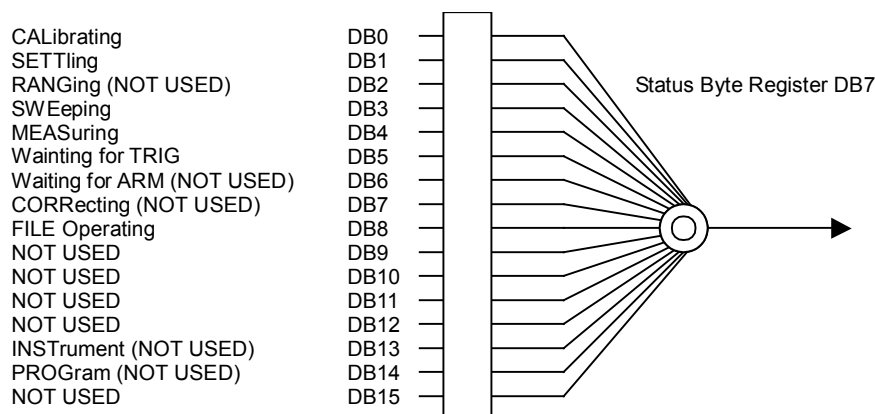 CALibrating DB0
SETTling DB1
RANGing (NOT USED) DB2 Status Byte Register DB7
SWEeping DB3
MEASuring DB4
Wainting for TRIG DB5
Waiting for ARM (NOT USED) DB6
CORRecting (NOT USED) DB7
FILE Operating DB8
NOT USED DB9
NOT USED DB10
NOT USED DB11
NOT USED DB12
INSTrument (NOT USED) DB13
PROGram (NOT USED) DB14
NOT USED DB15